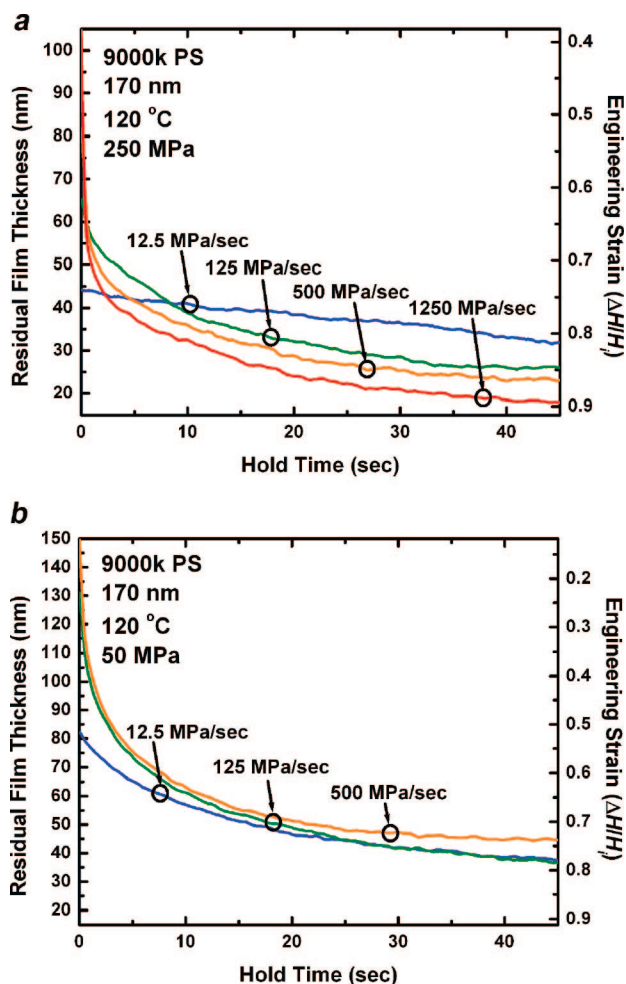 a
9000k PS
170 nm
120 °C
250 MPa
12.5 MPa/sec
125 MPa/sec
500 MPa/sec
1250 MPa/sec
Residual Film Thickness (nm)
100
90
80
70
60
50
40
30
20
Engineering Strain (ΔH/Hi)
0.4
0.5
0.6
0.7
0.8
0.9
0 10 20 30 40
Hold Time (sec)
b
9000k PS
170 nm
120 °C
50 MPa
12.5 MPa/sec
125 MPa/sec
500 MPa/sec
Residual Film Thickness (nm)
150
140
130
120
110
100
90
80
70
60
50
40
30
20
Engineering Strain (ΔH/Hi)
0.2
0.3
0.4
0.5
0.6
0.7
0.8
0.9
0 10 20 30 40
Hold Time (sec)